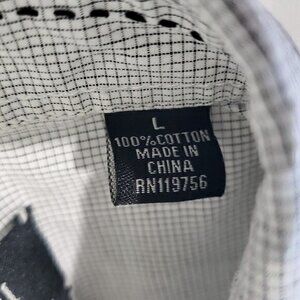 L
100% COTTON
MADE IN
CHINA
RN119756